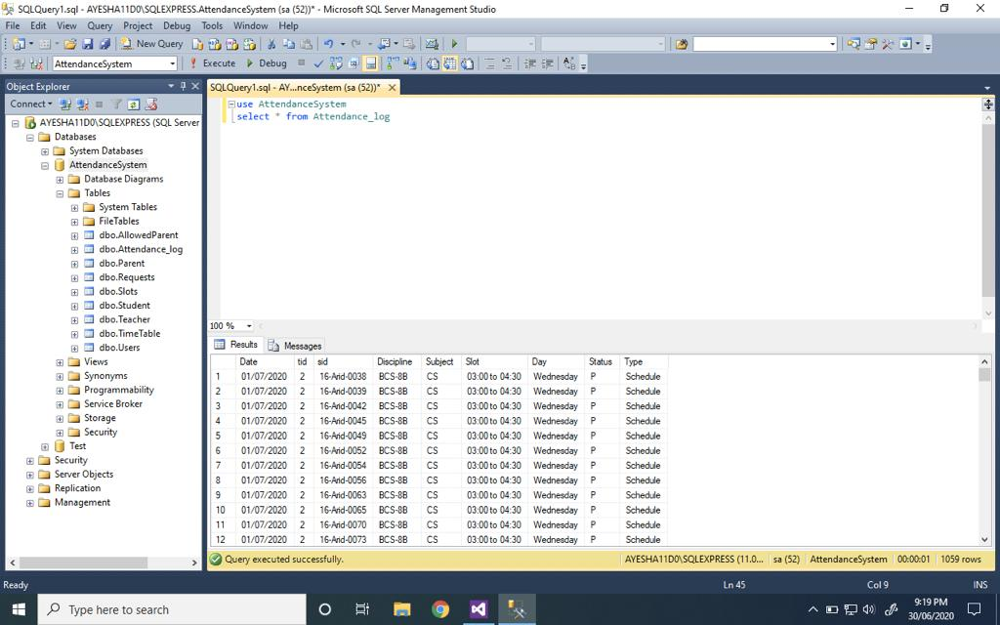 SQLQuery1.sql - AYESHA11D0\SQLEXPRESS.AttendanceSystem (sa (52))* - Microsoft SQL Server Management Studio
File Edit View Query Project Debug Tools Window Help
New Query
AttendanceSystem Execute Debug
Object Explorer
Connect
AYESHA11D0\SQLEXPRESS (SQL Server
Databases
System Databases
AttendanceSystem
Database Diagrams
Tables
System Tables
FileTables
dbo.AllowedParent
dbo.Attendance_log
dbo.Parent
dbo.Requests
dbo.Slots
dbo.Student
dbo.Teacher
dbo.TimeTable
dbo.Users
Views
Synonyms
Programmability
Service Broker
Storage
Security
Test
Security
Server Objects
Replication
Management
SQLQuery1.sql - AY...nceSystem (sa (52))*
use AttendanceSystem
select * from Attendance_log
100 %
Results Messages
Date tid sid Discipline Subject Slot Day Status Type
1 01/07/2020 2 16-Arid-0038 BCS-8B CS 03:00 to 04:30 Wednesday P Schedule
2 01/07/2020 2 16-Arid-0039 BCS-8B CS 03:00 to 04:30 Wednesday P Schedule
3 01/07/2020 2 16-Arid-0042 BCS-8B CS 03:00 to 04:30 Wednesday P Schedule
4 01/07/2020 2 16-Arid-0045 BCS-8B CS 03:00 to 04:30 Wednesday P Schedule
5 01/07/2020 2 16-Arid-0049 BCS-8B CS 03:00 to 04:30 Wednesday P Schedule
6 01/07/2020 2 16-Arid-0052 BCS-8B CS 03:00 to 04:30 Wednesday P Schedule
7 01/07/2020 2 16-Arid-0054 BCS-8B CS 03:00 to 04:30 Wednesday P Schedule
8 01/07/2020 2 16-Arid-0056 BCS-8B CS 03:00 to 04:30 Wednesday P Schedule
9 01/07/2020 2 16-Arid-0063 BCS-8B CS 03:00 to 04:30 Wednesday P Schedule
10 01/07/2020 2 16-Arid-0065 BCS-8B CS 03:00 to 04:30 Wednesday P Schedule
11 01/07/2020 2 16-Arid-0070 BCS-8B CS 03:00 to 04:30 Wednesday P Schedule
12 01/07/2020 2 16-Arid-0073 BCS-8B CS 03:00 to 04:30 Wednesday P Schedule
Query executed successfully. AYESHA11D0\SQLEXPRESS (11.0... sa (52) AttendanceSystem 00:00:01 1059 rows
Ready Ln 45 Col 9 INS
Type here to search
9:19 PM
30/06/2020